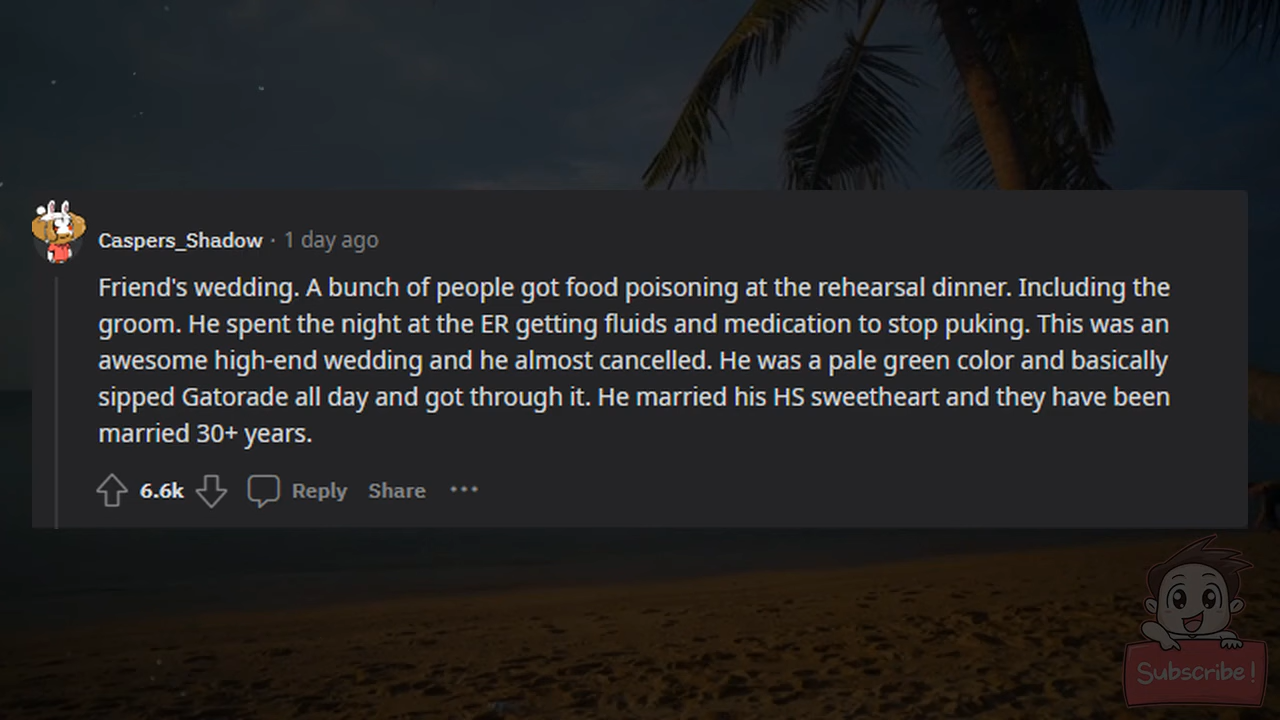 Caspers_Shadow · 1 day ago
Friend's wedding. A bunch of people got food poisoning at the rehearsal dinner. Including the
groom. He spent the night at the ER getting fluids and medication to stop puking. This was an
awesome high-end wedding and he almost cancelled. He was a pale green color and basically
sipped Gatorade all day and got through it. He married his HS sweetheart and they have been
married 30+ years.
6.6k Reply Share ···
Subscribe!